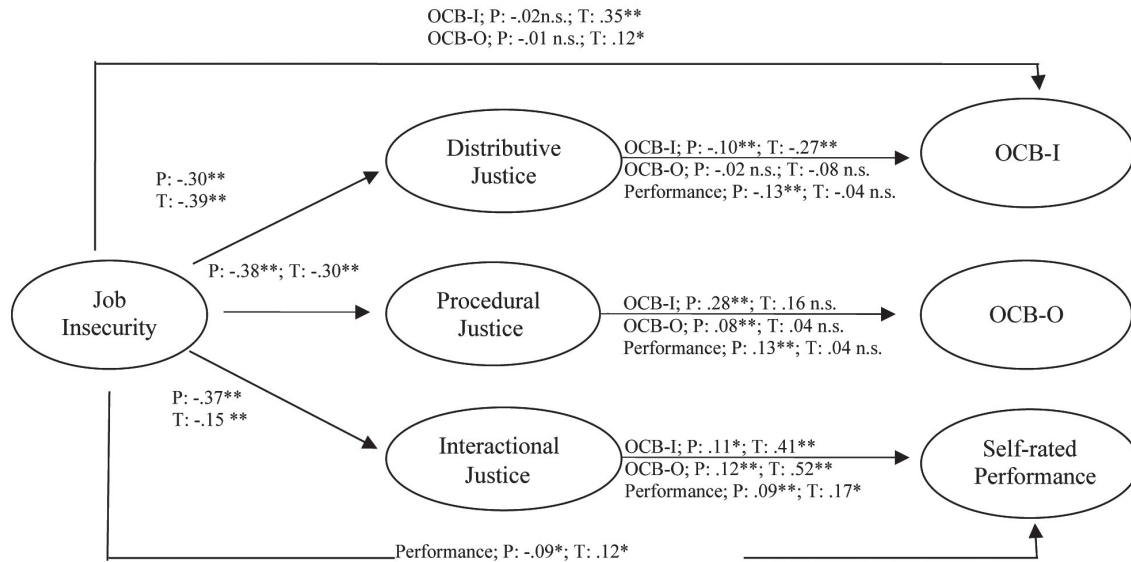 OCB-I; P: -.02n.s.; T: .35**
OCB-O; P: -.01 n.s.; T: .12*
Distributive
Justice
OCB-I; P: -.10**; T: -.27**
OCB-O; P: -.02 n.s.; T: -.08 n.s.
Performance; P: -.13**; T: -.04 n.s.
OCB-I
P: -.30**
T: -.39**
P: -.38**; T: -.30**
Job
Insecurity
Procedural
Justice
OCB-I; P: .28**; T: .16 n.s.
OCB-O; P: .08**; T: .04 n.s.
Performance; P: .13**; T: .04 n.s.
OCB-O
P: -.37**
T: -.15 **
Interactional
Justice
OCB-I; P: .11*; T: .41**
OCB-O; P: .12**; T: .52**
Performance; P: .09**; T: .17*
Self-rated
Performance
Performance; P: -.09*; T: .12*